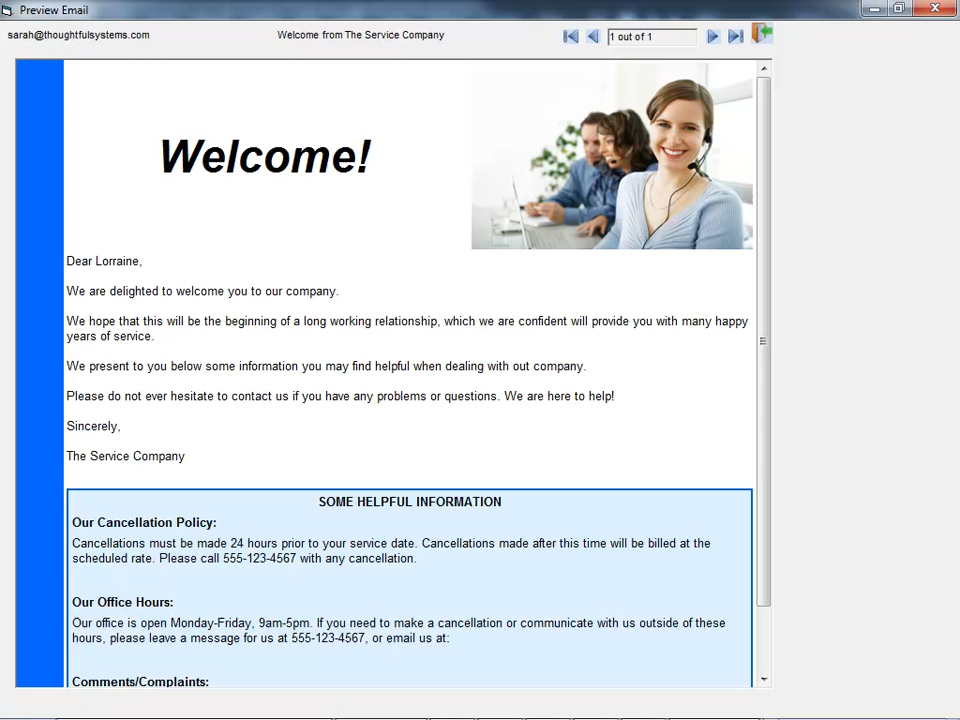 Preview Email
sarah@thoughtfulsystems.com Welcome from The Service Company 1 out of 1
Welcome!
Dear Lorraine,
We are delighted to welcome you to our company.
We hope that this will be the beginning of a long working relationship, which we are confident will provide you with many happy
years of service.
We present to you below some information you may find helpful when dealing with out company.
Please do not ever hesitate to contact us if you have any problems or questions. We are here to help!
Sincerely,
The Service Company
SOME HELPFUL INFORMATION
Our Cancellation Policy:
Cancellations must be made 24 hours prior to your service date. Cancellations made after this time will be billed at the
scheduled rate. Please call 555-123-4567 with any cancellation.
Our Office Hours:
Our office is open Monday-Friday, 9am-5pm. If you need to make a cancellation or communicate with us outside of these
hours, please leave a message for us at 555-123-4567, or email us at:
Comments/Complaints: